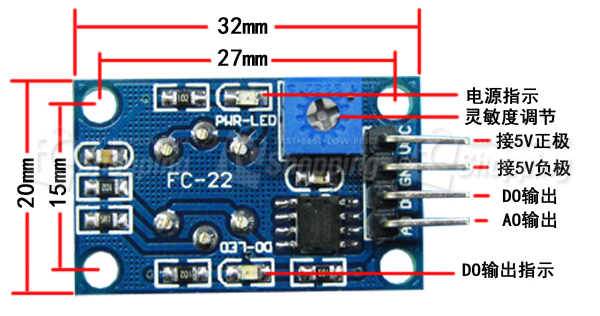 32mm
27mm
20mm
15mm
电源指示
灵敏度调节
接5V正极
接5V负极
DO输出
AO输出
DO输出指示
PWR-LED
FC-22
DO-LED
102
102